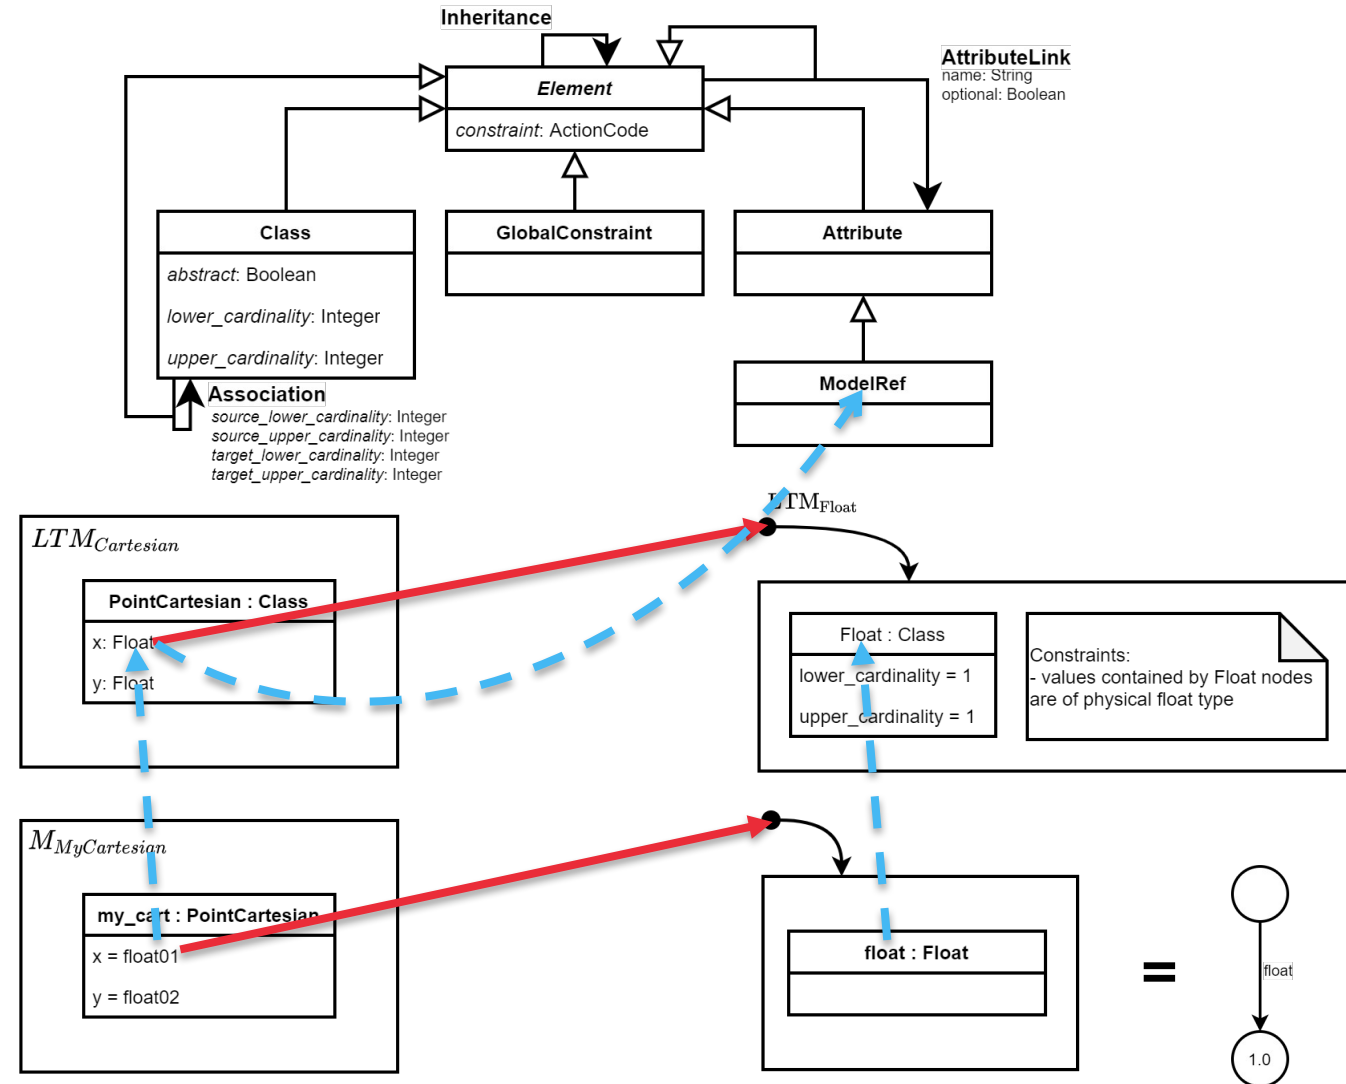 Inheritance
Element
constraint: ActionCode
AttributeLink
name: String
optional: Boolean
Class
abstract: Boolean
lower_cardinality: Integer
upper_cardinality: Integer
GlobalConstraint
Attribute
ModelRef
Association
source_lower_cardinality: Integer
source_upper_cardinality: Integer
target_lower_cardinality: Integer
target_upper_cardinality: Integer
LTM_Cartesian
PointCartesian : Class
x: Float
y: Float
LTM_Float
Float : Class
lower_cardinality = 1
upper_cardinality = 1
Constraints:
- values contained by Float nodes
are of physical float type
M_MyCartesian
my_cart : PointCartesian
x = float01
y = float02
float : Float
=
float
1.0